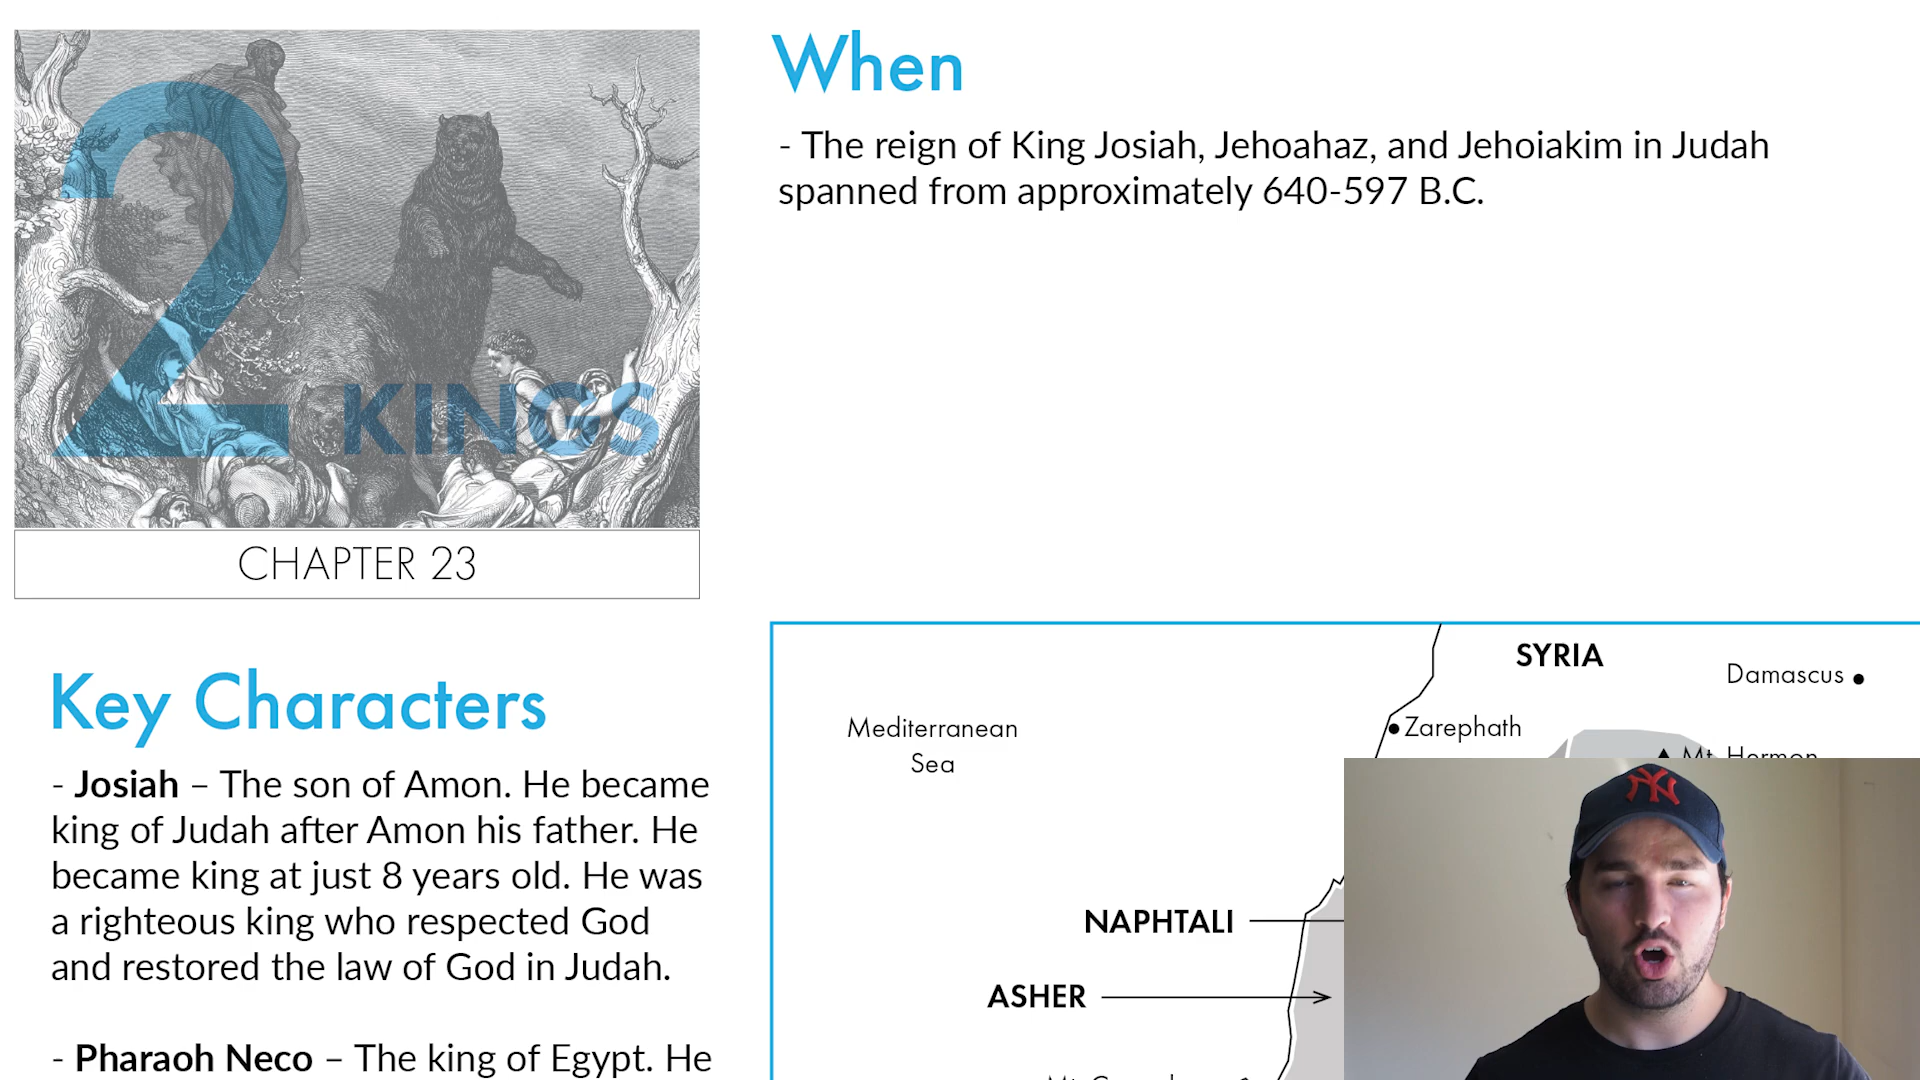 2
KINGS
CHAPTER 23
When
- The reign of King Josiah, Jehoahaz, and Jehoiakim in Judah
spanned from approximately 640-597 B.C.
Key Characters
- Josiah – The son of Amon. He became
king of Judah after Amon his father. He
became king at just 8 years old. He was
a righteous king who respected God
and restored the law of God in Judah.
- Pharaoh Neco – The king of Egypt. He
SYRIA
Damascus
Zarephath
Mediterranean
Sea
Mt. Hermon
NAPHTALI
ASHER
NY